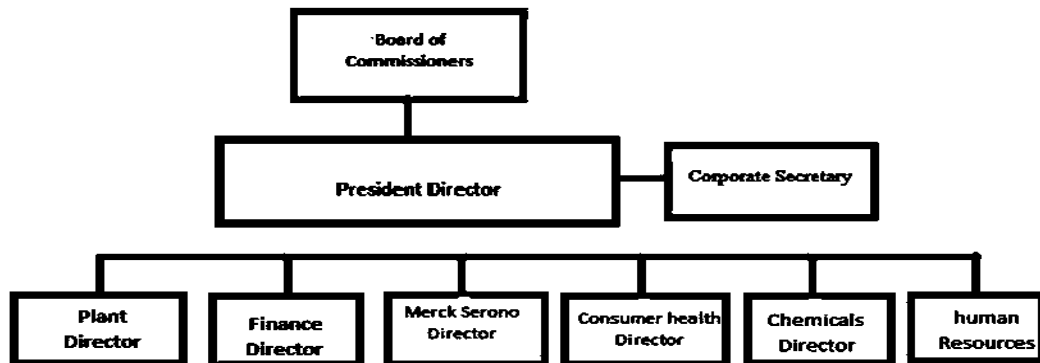 Board of
Commissioners
President Director
Corporate Secretary
Plant
Director
Finance
Director
Merck Serono
Director
Consumer health
Director
Chemicals
Director
human
Resources